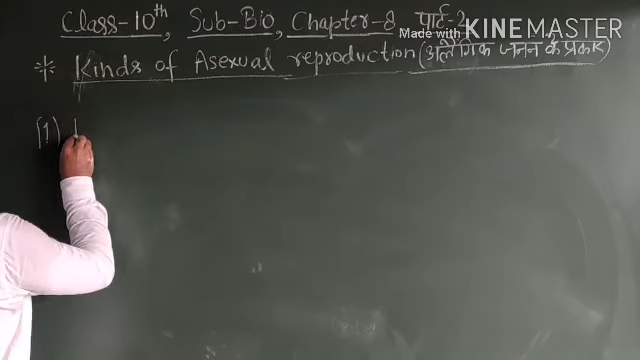 Class-10th, Sub-Bio, Chapter-8, पार्ट-2
Made with KINEMASTER
* Kinds of Asexual reproduction (अलैंगिक जनन के प्रकार)
(1)